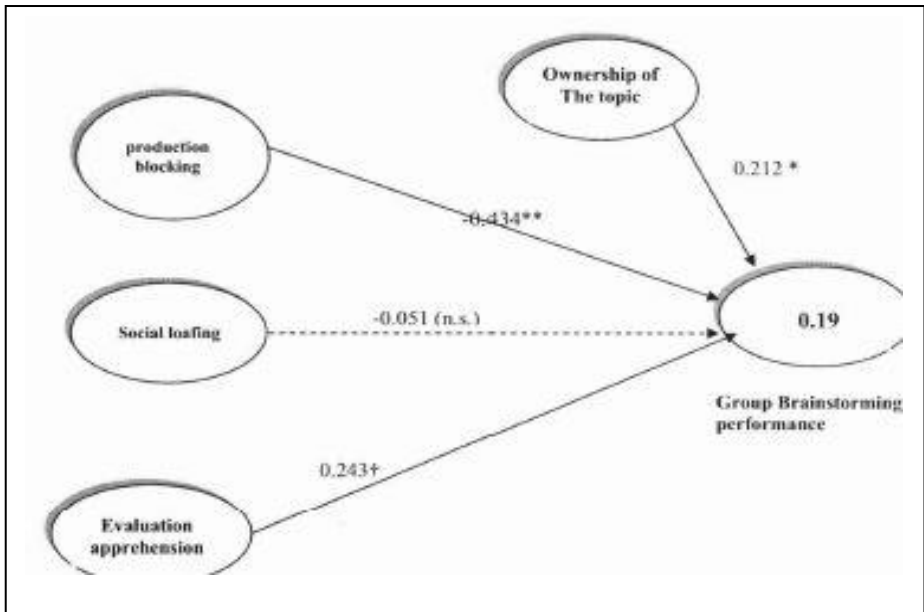 Ownership of
The topic
production
blocking
0.212 *
-0.434**
-0.051 (n.s.)
Social loafing
0.19
Group Brainstorming
performance
0.243†
Evaluation
apprehension